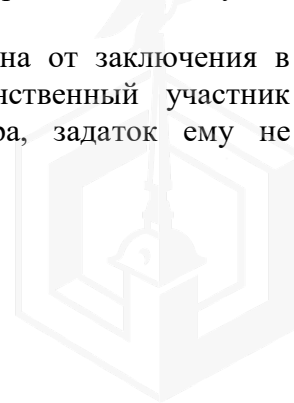 на от заключения в
нственный участник
ра, задаток ему не